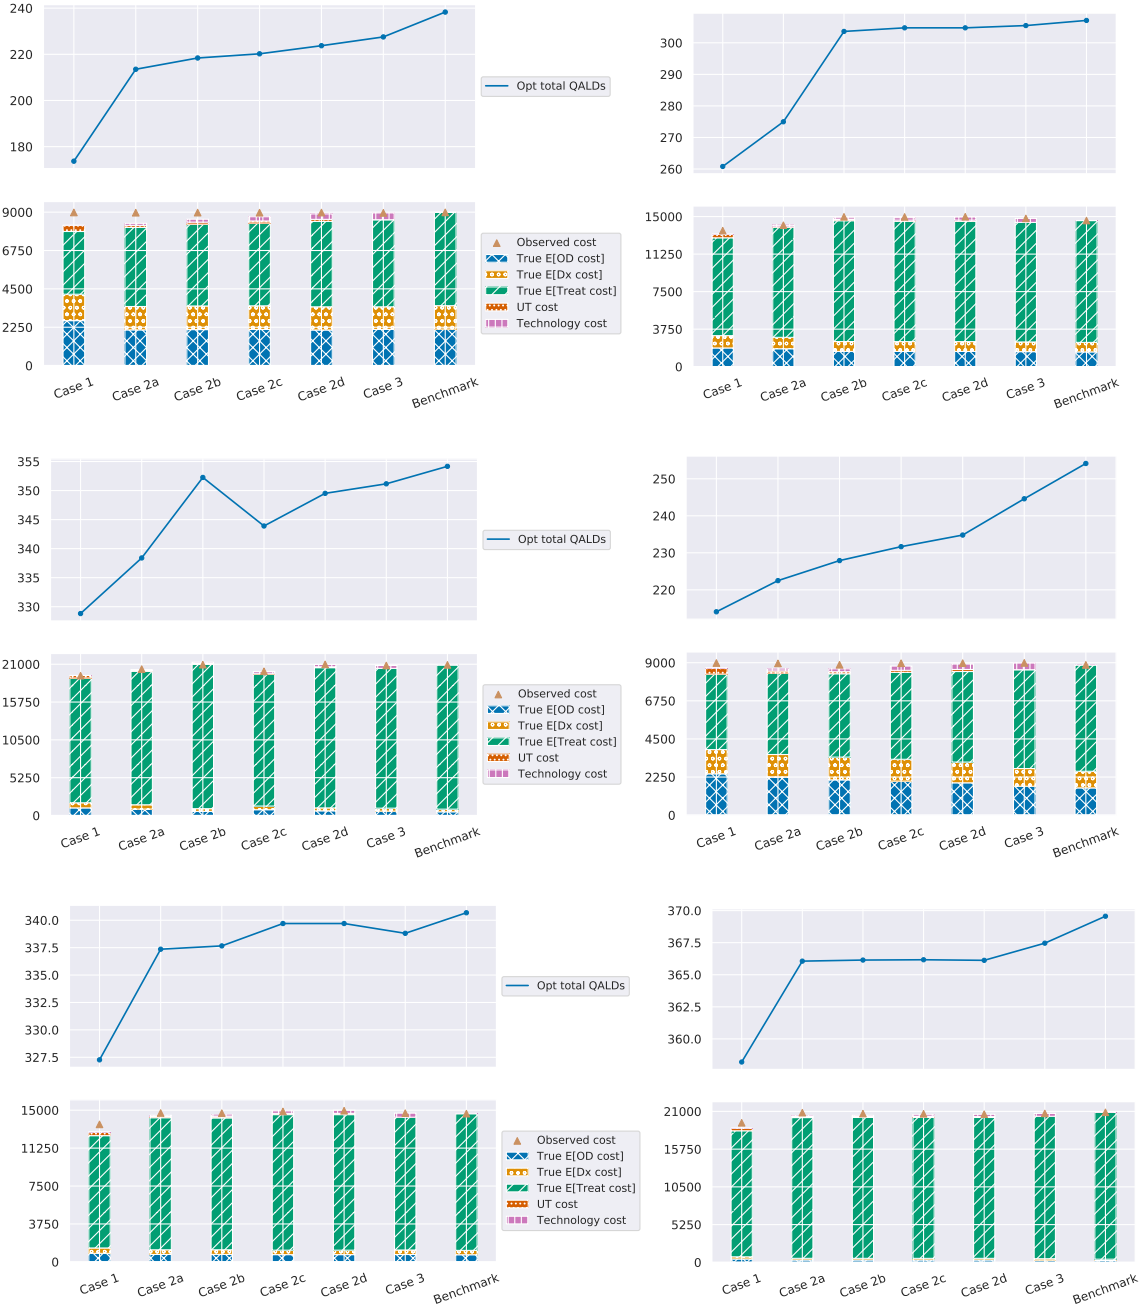 240
220
200
180
Opt total QALDs
9000
6750
4500
2250
0
Observed cost
True E[OD cost]
True E[Dx cost]
True E[Treat cost]
UT cost
Technology cost
Case 1
Case 2a
Case 2b
Case 2c
Case 2d
Case 3
Benchmark
300
290
280
270
260
15000
11250
7500
3750
0
Case 1
Case 2a
Case 2b
Case 2c
Case 2d
Case 3
Benchmark
355
350
345
340
335
330
Opt total QALDs
21000
15750
10500
5250
0
Observed cost
True E[OD cost]
True E[Dx cost]
True E[Treat cost]
UT cost
Technology cost
Case 1
Case 2a
Case 2b
Case 2c
Case 2d
Case 3
Benchmark
250
240
230
220
9000
6750
4500
2250
0
Case 1
Case 2a
Case 2b
Case 2c
Case 2d
Case 3
Benchmark
340.0
337.5
335.0
332.5
330.0
327.5
Opt total QALDs
15000
11250
7500
3750
0
Observed cost
True E[OD cost]
True E[Dx cost]
True E[Treat cost]
UT cost
Technology cost
Case 1
Case 2a
Case 2b
Case 2c
Case 2d
Case 3
Benchmark
370.0
367.5
365.0
362.5
360.0
21000
15750
10500
5250
0
Case 1
Case 2a
Case 2b
Case 2c
Case 2d
Case 3
Benchmark